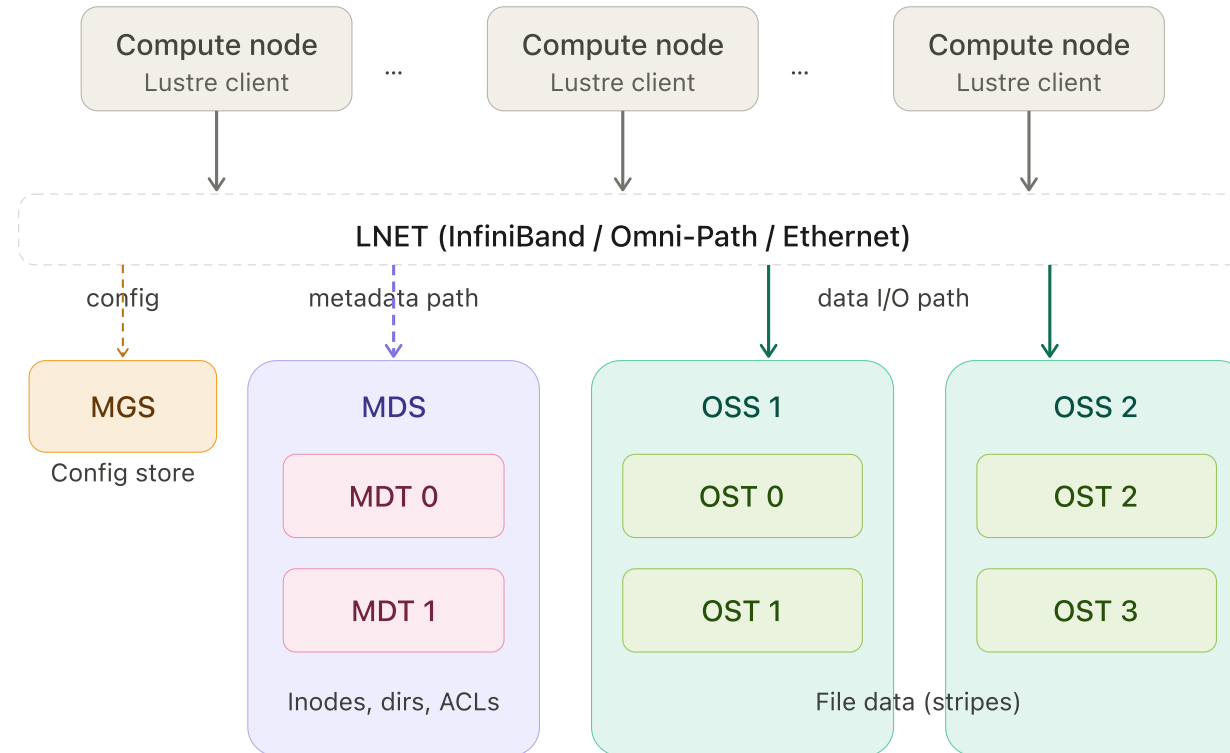 Compute node
Lustre client
...
Compute node
Lustre client
...
Compute node
Lustre client
LNET (InfiniBand / Omni-Path / Ethernet)
config
metadata path
data I/O path
MGS
Config store
MDS
MDT 0
MDT 1
Inodes, dirs, ACLs
OSS 1
OST 0
OST 1
OSS 2
OST 2
OST 3
File data (stripes)